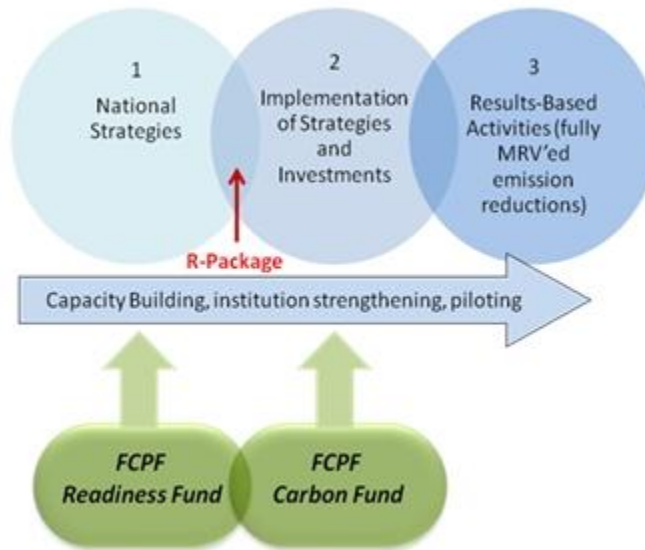 1
National
Strategies
2
Implementation
of Strategies
and
Investments
3
Results-Based
Activities (fully
MRV'ed
emission
reductions)
R-Package
Capacity Building, institution strengthening, piloting
FCPF
Readiness Fund
FCPF
Carbon Fund